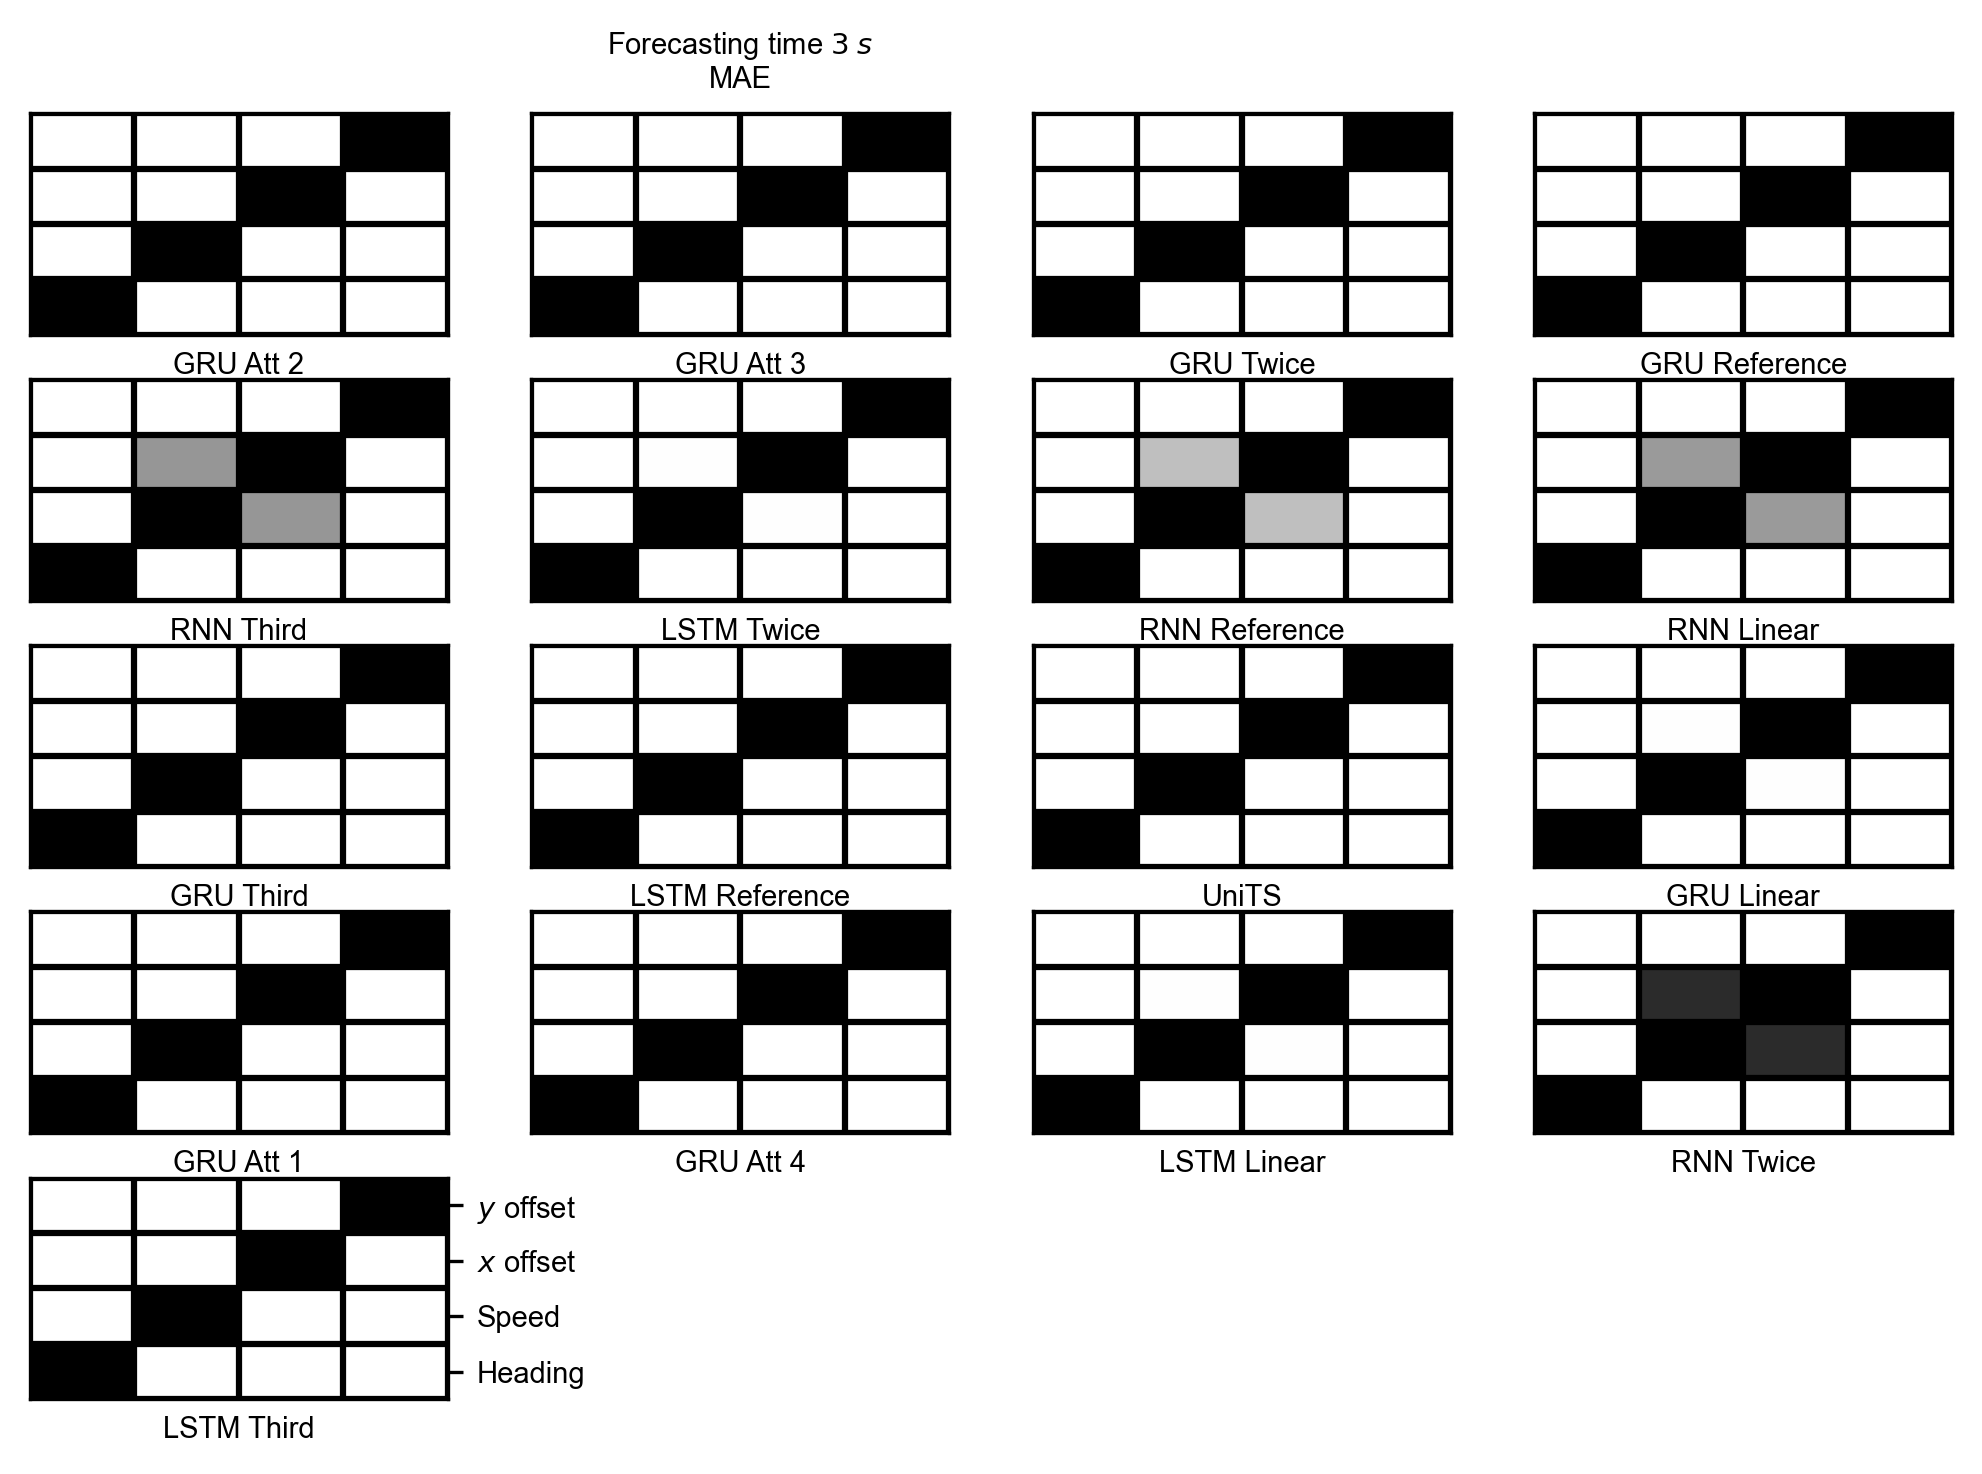 Forecasting time 3 s
MAE
GRU Att 2
GRU Att 3
GRU Twice
GRU Reference
RNN Third
LSTM Twice
RNN Reference
RNN Linear
GRU Third
LSTM Reference
UniTS
GRU Linear
GRU Att 1
GRU Att 4
LSTM Linear
RNN Twice
y offset
x offset
Speed
Heading
LSTM Third